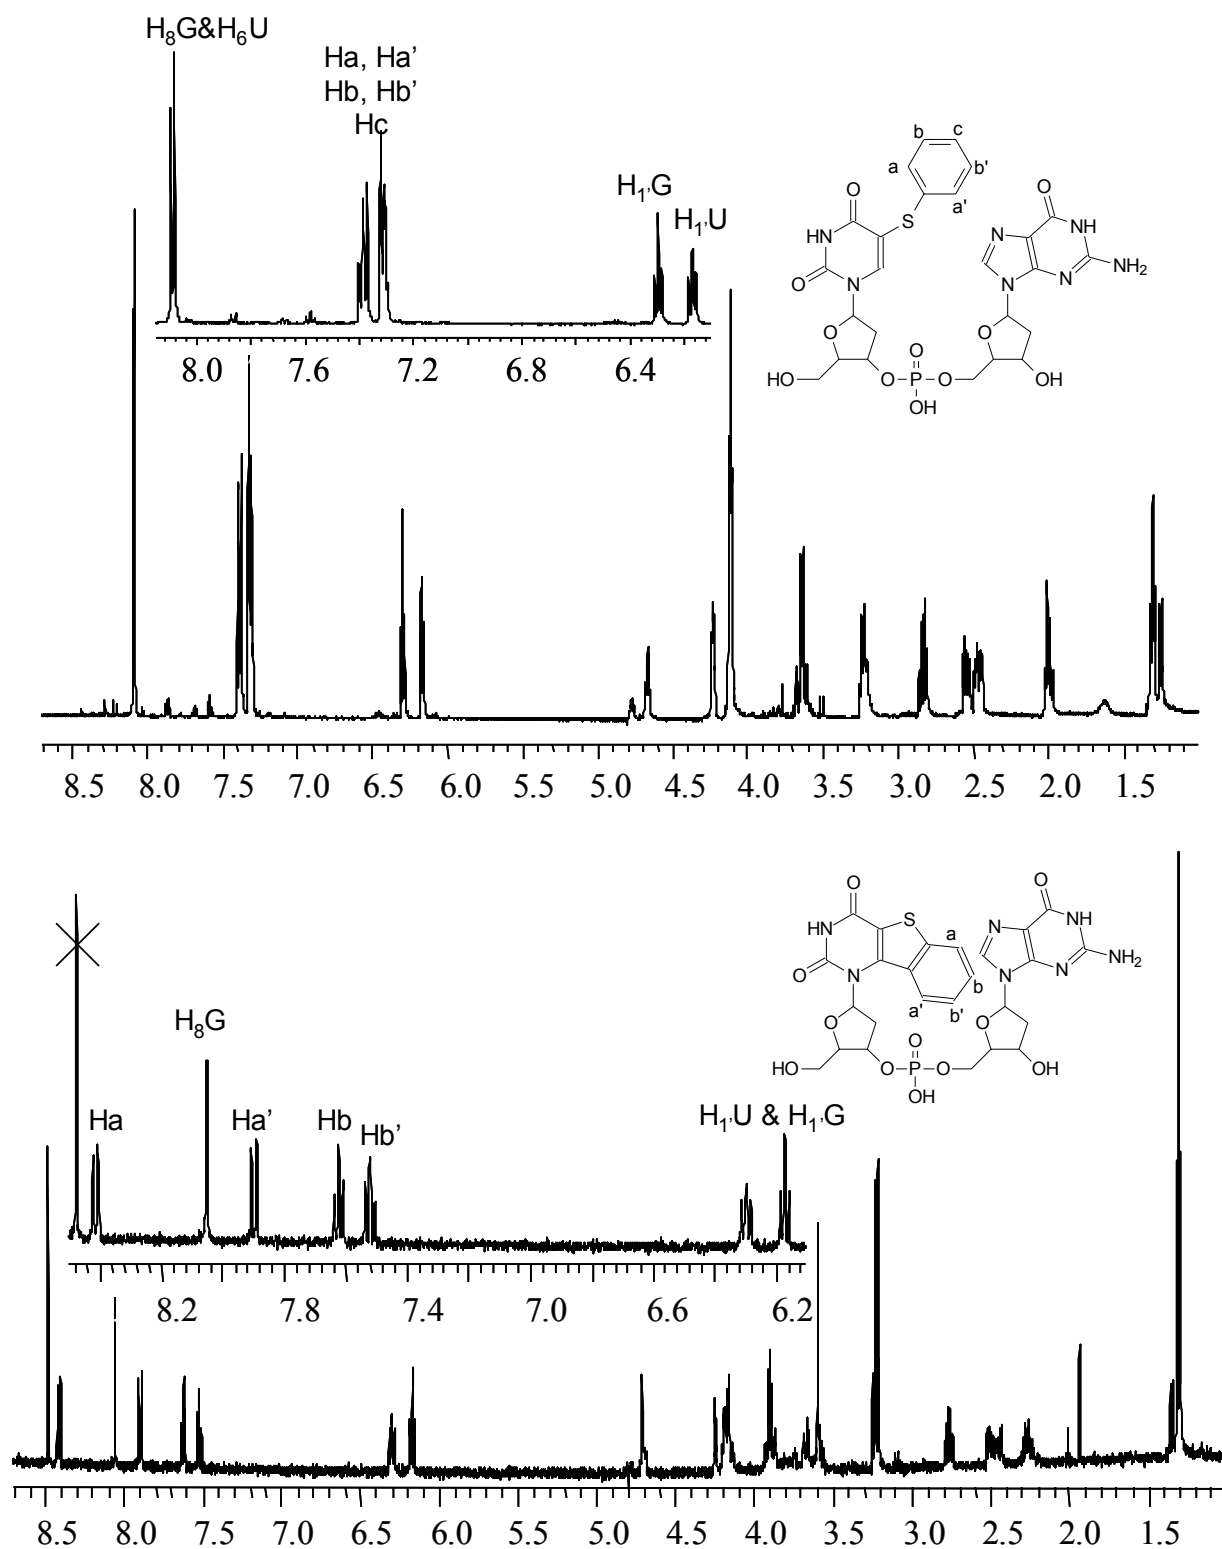 H8G&H6U
Ha, Ha'
Hb, Hb'
Hc
H1'G
H1'U
8.0 7.6 7.2 6.8 6.4
b c
a b'
a'
O S O
HN N NH
O N N N NH2
O O
HO O P O OH
O
OH
8.5 8.0 7.5 7.0 6.5 6.0 5.5 5.0 4.5 4.0 3.5 3.0 2.5 2.0 1.5
H8G
Ha Ha' Hb Hb'
H1'U & H1'G
O S O
HN a N NH
O N b N N NH2
a' b'
O O
HO O P O OH
O
OH
8.2 7.8 7.4 7.0 6.6 6.2
8.5 8.0 7.5 7.0 6.5 6.0 5.5 5.0 4.5 4.0 3.5 3.0 2.5 2.0 1.5